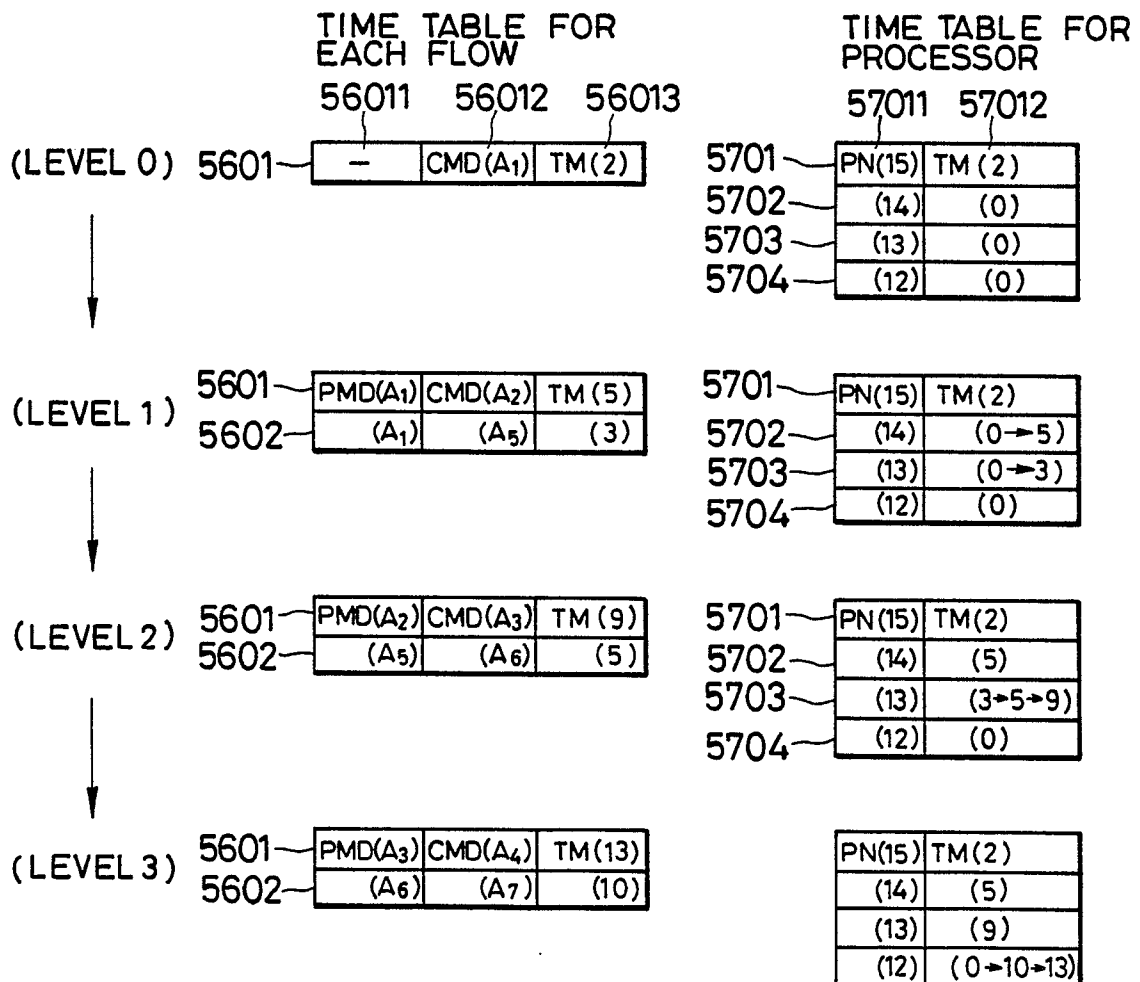 TIME TABLE FOR
EACH FLOW
TIME TABLE FOR
PROCESSOR
56011 56012 56013
57011 57012
(LEVEL 0) 5601 — CMD(A1) TM(2)
5701 PN(15) TM(2)
5702 (14) (0)
5703 (13) (0)
5704 (12) (0)
(LEVEL 1)
5601 PMD(A1) CMD(A2) TM(5)
5602 (A1) (A5) (3)
5701 PN(15) TM(2)
5702 (14) (0→5)
5703 (13) (0→3)
5704 (12) (0)
(LEVEL 2)
5601 PMD(A2) CMD(A3) TM(9)
5602 (A5) (A6) (5)
5701 PN(15) TM(2)
5702 (14) (5)
5703 (13) (3→5→9)
5704 (12) (0)
(LEVEL 3)
5601 PMD(A3) CMD(A4) TM(13)
5602 (A6) (A7) (10)
PN(15) TM(2)
(14) (5)
(13) (9)
(12) (0→10→13)